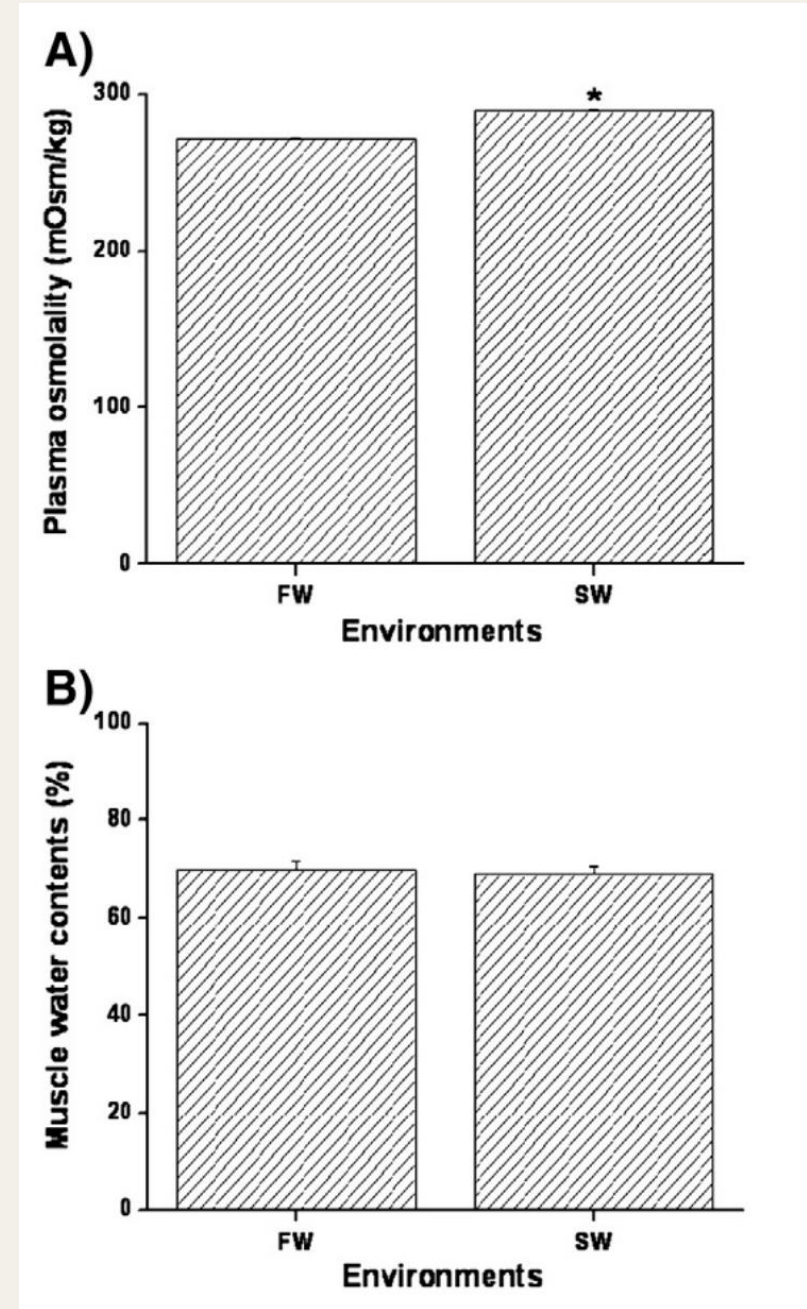 A)
Plasma osmolality (mOsm/kg)
300
200
100
0
*
FW SW
Environments
B)
Muscle water contents (%)
100
80
60
40
20
0
FW SW
Environments